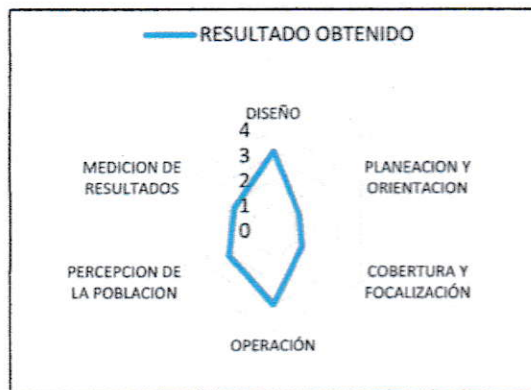 RESULTADO OBTENIDO
DISEÑO
4
3
2
1
0
PLANEACION Y
ORIENTACION
COBERTURA Y
FOCALIZACIÓN
OPERACIÓN
PERCEPCION DE
LA POBLACION
MEDICION DE
RESULTADOS